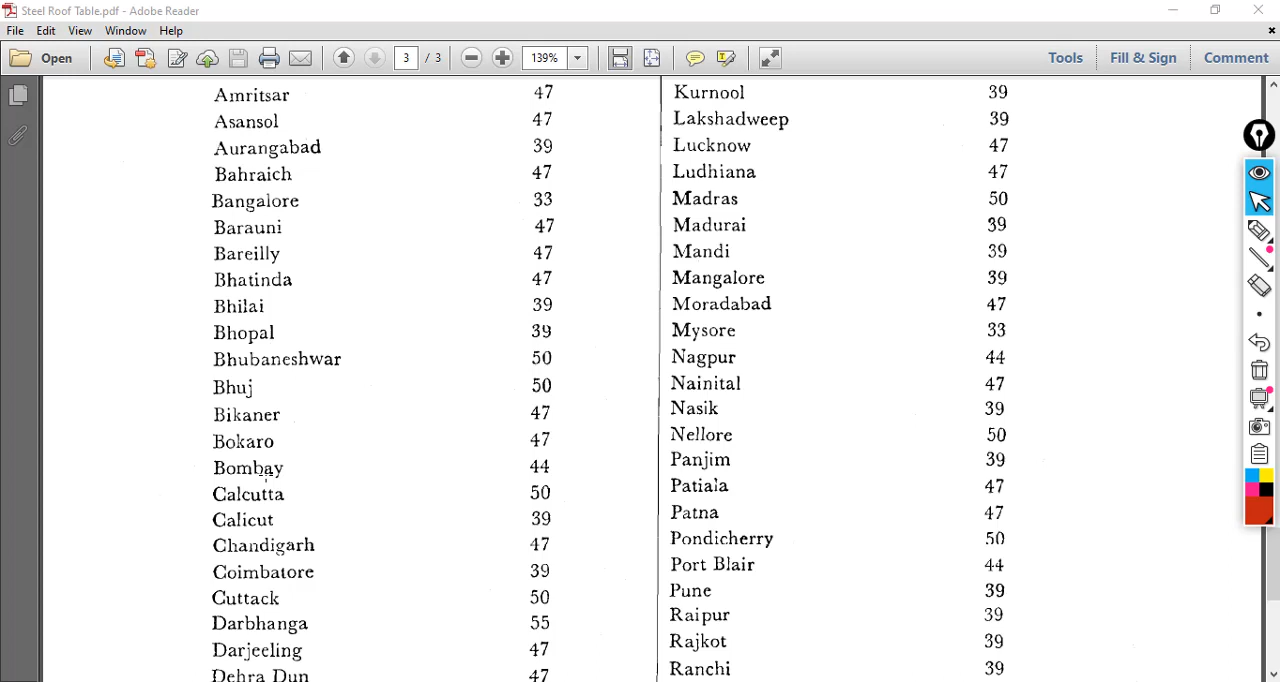 Steel Roof Table.pdf - Adobe Reader
File Edit View Window Help
Open 3 / 3 139% Tools Fill & Sign Comment
Amritsar 47
Asansol 47
Aurangabad 39
Bahraich 47
Bangalore 33
Barauni 47
Bareilly 47
Bhatinda 47
Bhilai 39
Bhopal 39
Bhubaneshwar 50
Bhuj 50
Bikaner 47
Bokaro 47
Bombay 44
Calcutta 50
Calicut 39
Chandigarh 47
Coimbatore 39
Cuttack 50
Darbhanga 55
Darjeeling 47
Dehra Dun 47
Kurnool 39
Lakshadweep 39
Lucknow 47
Ludhiana 47
Madras 50
Madurai 39
Mandi 39
Mangalore 39
Moradabad 47
Mysore 33
Nagpur 44
Nainital 47
Nasik 39
Nellore 50
Panjim 39
Patiala 47
Patna 47
Pondicherry 50
Port Blair 44
Pune 39
Raipur 39
Rajkot 39
Ranchi 39